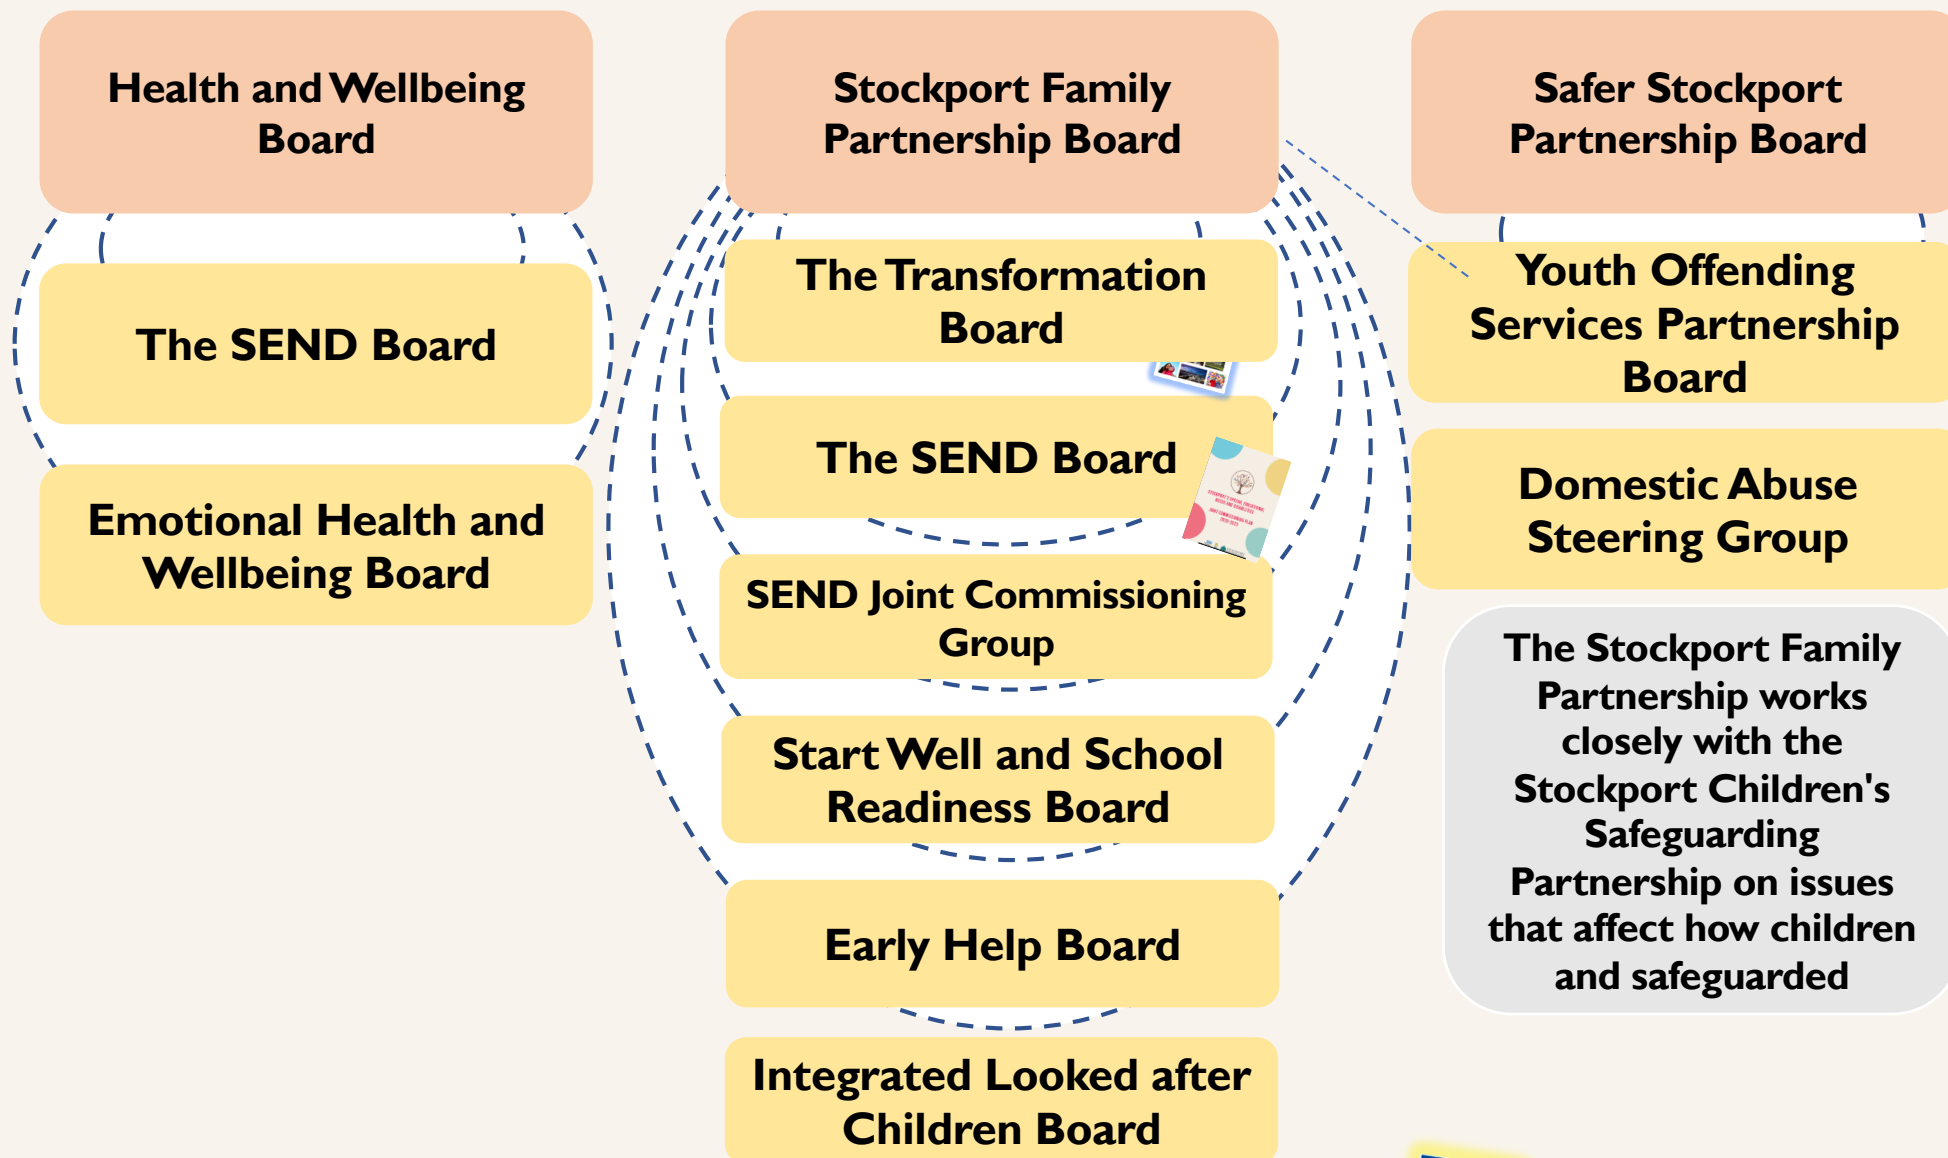 Health and Wellbeing
Board
The SEND Board
Emotional Health and
Wellbeing Board
Stockport Family
Partnership Board
The Transformation
Board
The SEND Board
SEND Joint Commissioning
Group
Start Well and School
Readiness Board
Early Help Board
Integrated Looked after
Children Board
Safer Stockport
Partnership Board
Youth Offending
Services Partnership
Board
Domestic Abuse
Steering Group
The Stockport Family
Partnership works
closely with the
Stockport Children's
Safeguarding
Partnership on issues
that affect how children
and safeguarded